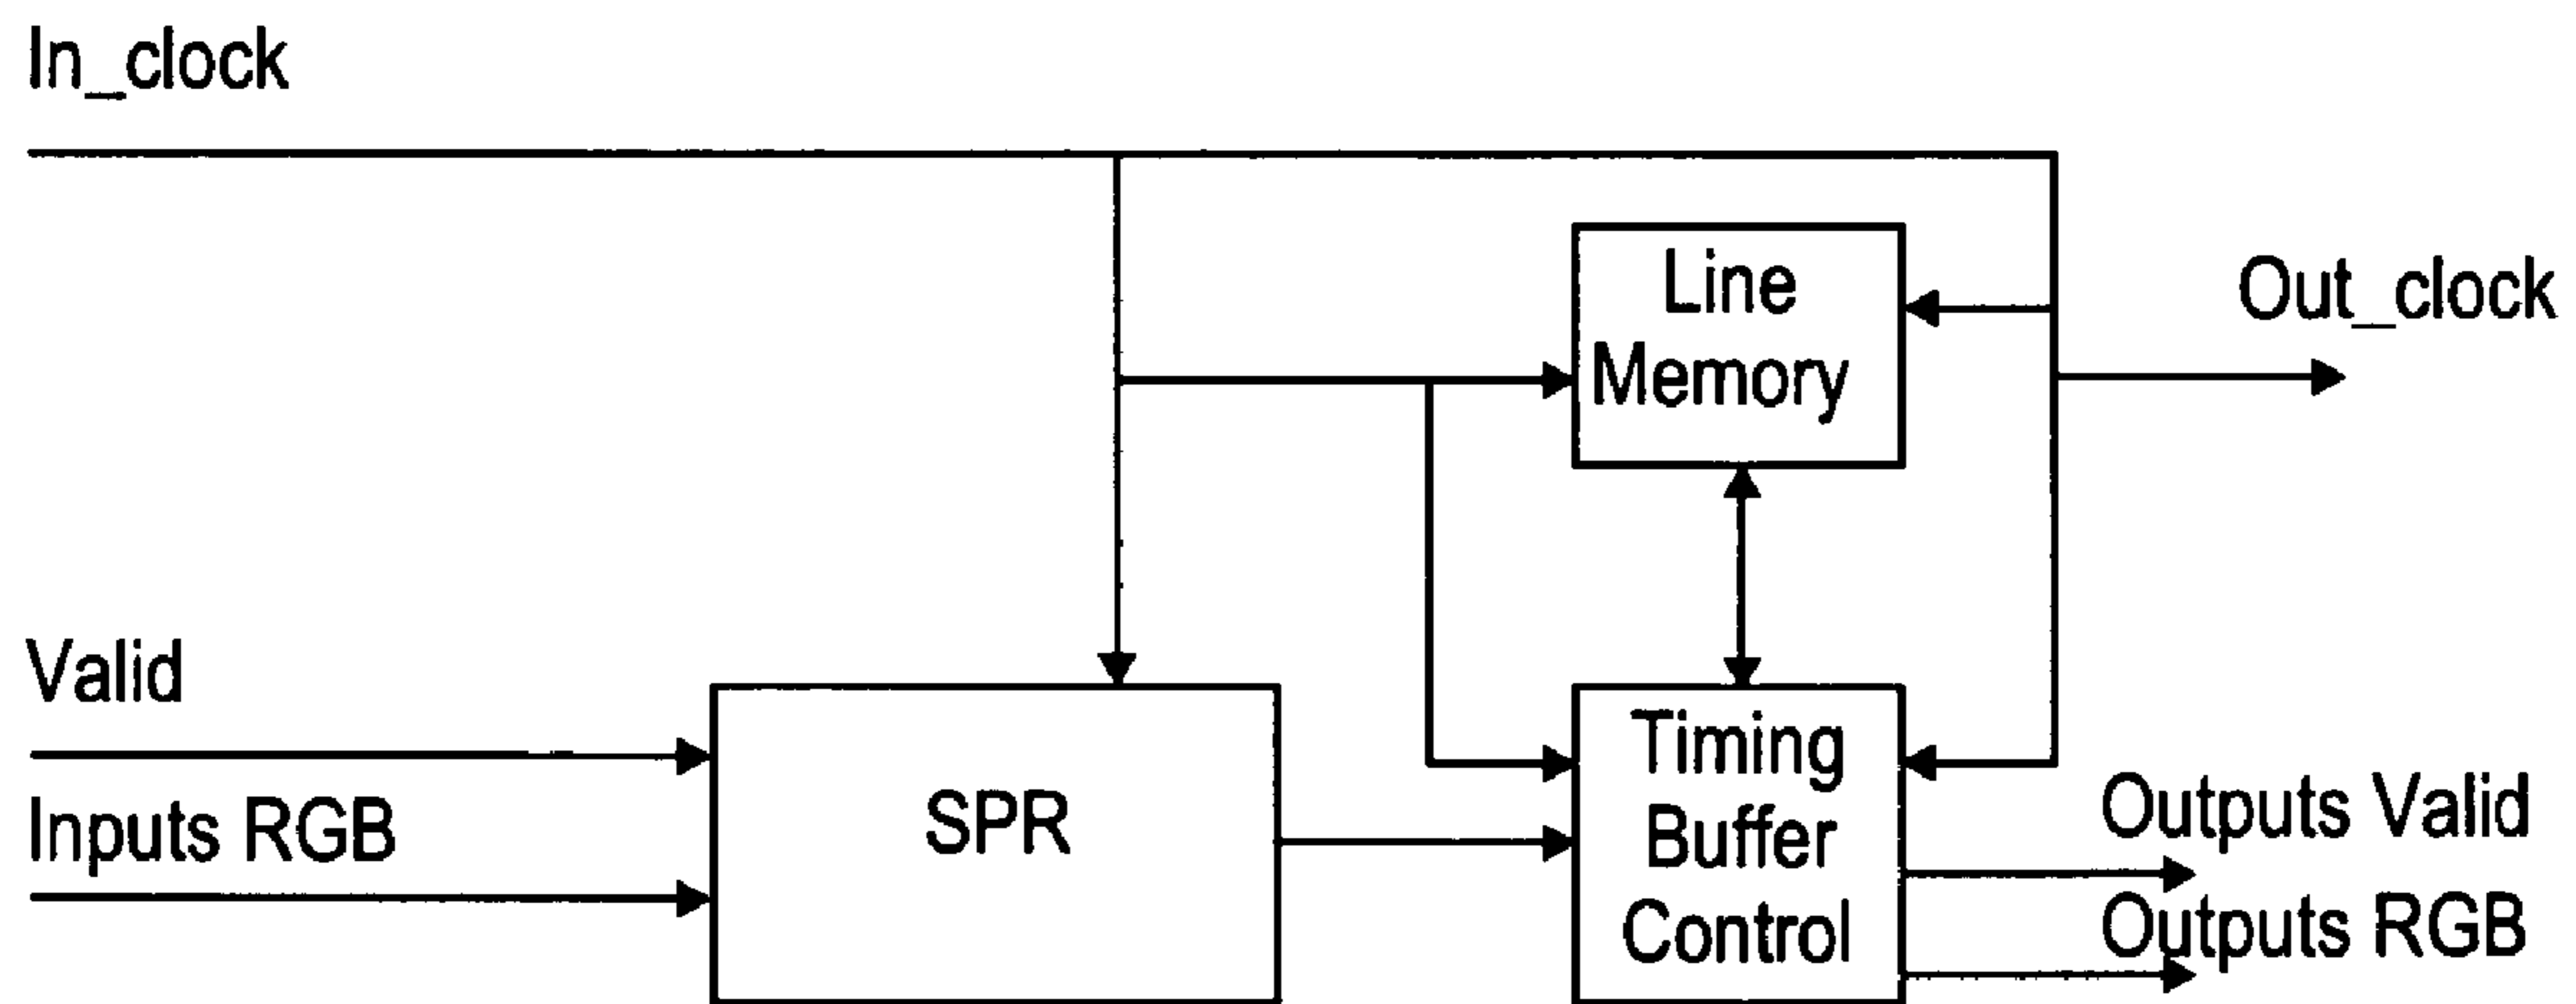 In_clock
Line
Memory
Out_clock
Valid
Inputs RGB
SPR
Timing
Buffer
Control
Outputs Valid
Outputs RGB